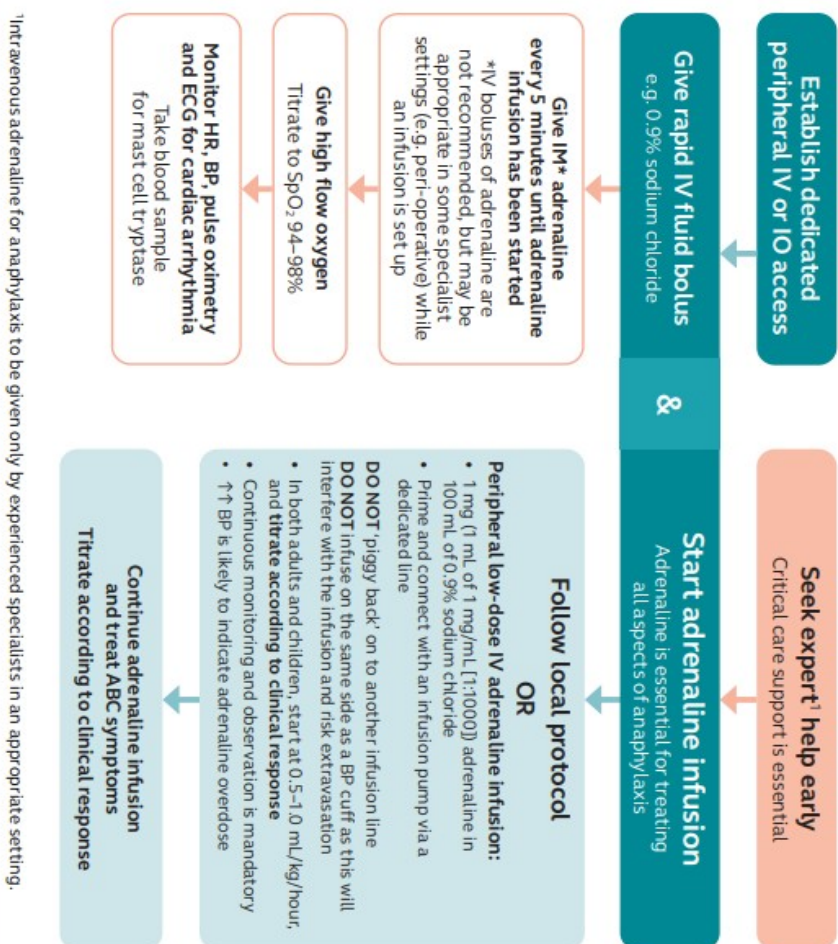 Establish dedicated
peripheral IV or IO access
Seek expert¹ help early
Critical care support is essential
Give rapid IV fluid bolus
e.g. 0.9% sodium chloride
&
Start adrenaline infusion
Adrenaline is essential for treating
all aspects of anaphylaxis
Give IM* adrenaline
every 5 minutes until adrenaline
infusion has been started
*IV boluses of adrenaline are
not recommended, but may be
appropriate in some specialist
settings (e.g. peri-operative) while
an infusion is set up
Give high flow oxygen
Titrate to SpO₂ 94–98%
Monitor HR, BP, pulse oximetry
and ECG for cardiac arrhythmia
Take blood sample
for mast cell tryptase
Follow local protocol
OR
Peripheral low-dose IV adrenaline infusion:
• 1 mg (1 mL of 1 mg/mL [1:1000]) adrenaline in
100 mL of 0.9% sodium chloride
• Prime and connect with an infusion pump via a
dedicated line
DO NOT 'piggy back' on to another infusion line
DO NOT infuse on the same side as a BP cuff as this will
interfere with the infusion and risk extravasation
• In both adults and children, start at 0.5–1.0 mL/kg/hour,
and titrate according to clinical response
• Continuous monitoring and observation is mandatory
• ↑↑ BP is likely to indicate adrenaline overdose
Continue adrenaline infusion
and treat ABC symptoms
Titrate according to clinical response
¹Intravenous adrenaline for anaphylaxis to be given only by experienced specialists in an appropriate setting.